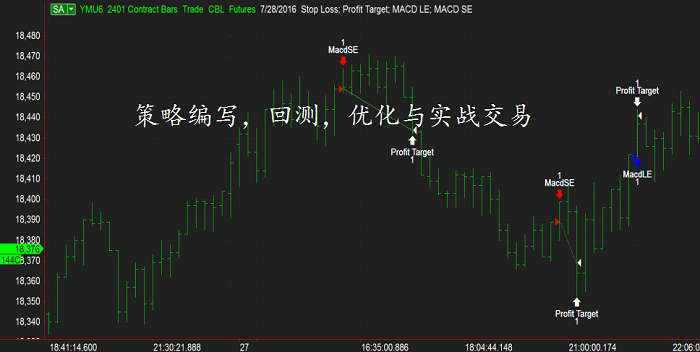 SA YMU6 2401 Contract Bars Trade CBL Futures 7/28/2016 Stop Loss; Profit Target; MACD LE; MACD SE
18,480
1
MacdSE
18,470
18,460
1
Profit Target
18,450
策略编写，回测，优化与实战交易
18,440
18,430
Profit Target
1
18,420
MacdLE
1
18,410
1
MacdSE
18,400
18,390
18,380
18,376
144C
18,370
18,360
18,350
Profit Target
1
18,340
18:41:14.600 21:30:21.888 27 16:35:00.886 18:04:44.148 21:00:00.174 22:06:0